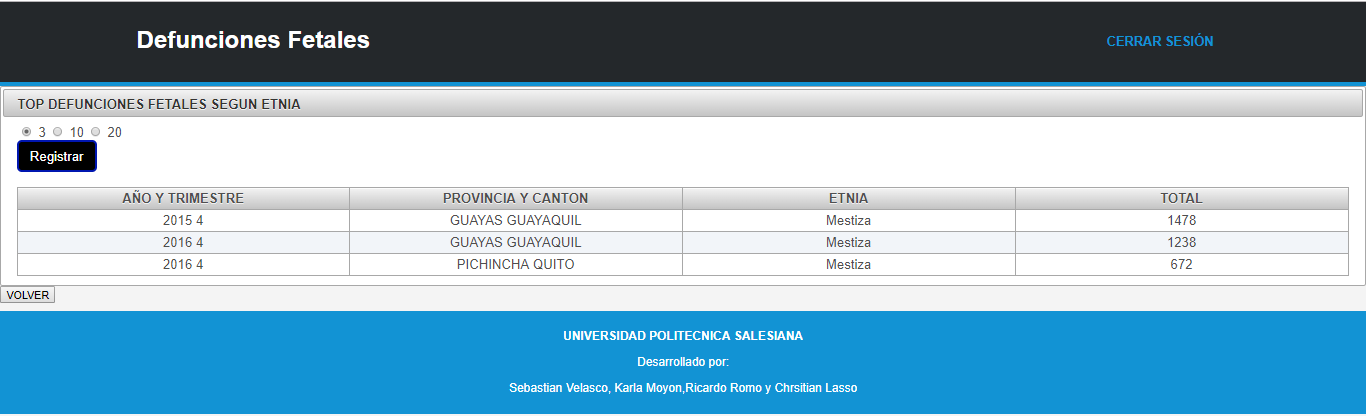 Defunciones Fetales
CERRAR SESIÓN
TOP DEFUNCIONES FETALES SEGUN ETNIA
3 10 20
Registrar
AÑO Y TRIMESTRE PROVINCIA Y CANTON ETNIA TOTAL
2015 4 GUAYAS GUAYAQUIL Mestiza 1478
2016 4 GUAYAS GUAYAQUIL Mestiza 1238
2016 4 PICHINCHA QUITO Mestiza 672
VOLVER
UNIVERSIDAD POLITECNICA SALESIANA
Desarrollado por:
Sebastian Velasco, Karla Moyon,Ricardo Romo y Chrsitian Lasso